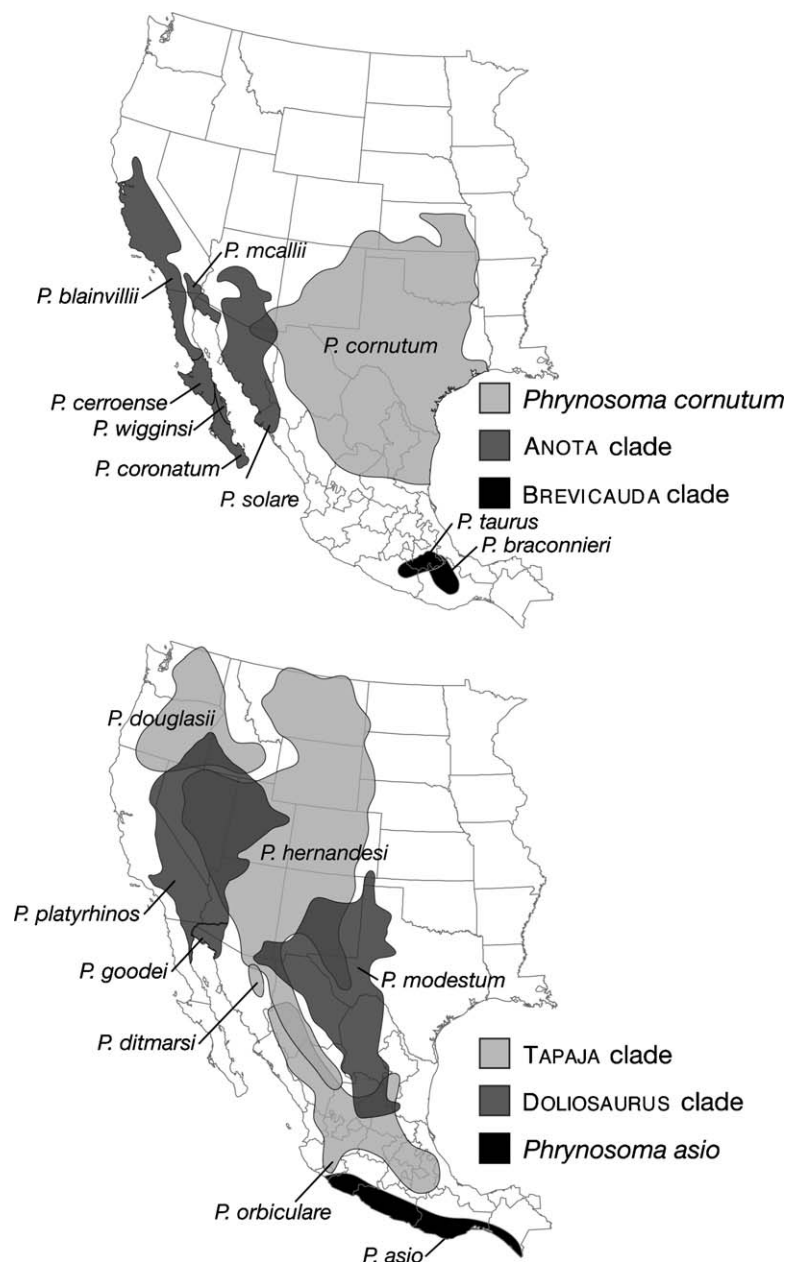 P. mcallii
P. blainvillii
P. cornutum
P. cerroense
P. wigginsi
P. coronatum
P. solare
Phrynosoma cornutum
ANOTA clade
BREVICAUDA clade
P. taurus
P. braconnieri
P. douglasii
P. hernandesi
P. platyrhinos
P. goodei
P. modestum
P. ditmarsi
TAPAJA clade
DOLIOSAURUS clade
Phrynosoma asio
P. orbiculare
P. asio